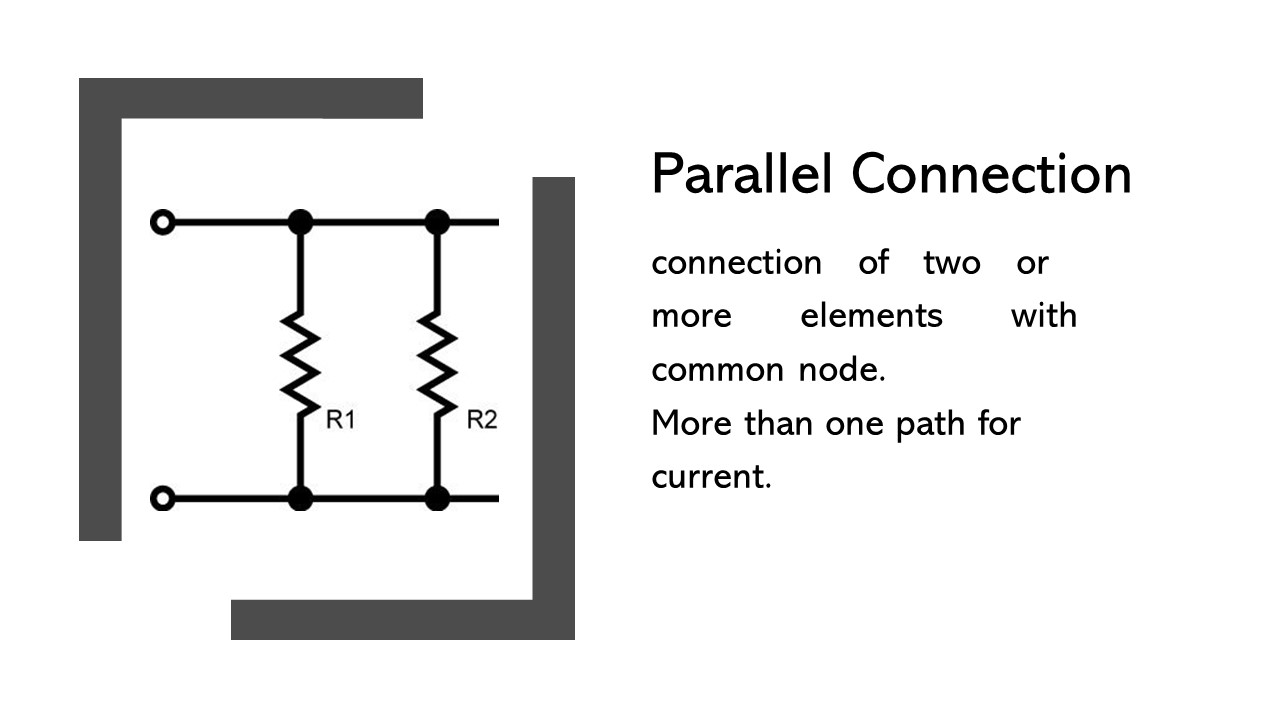 Parallel Connection
connection of two or
more elements with
common node.
More than one path for
current.
R1
R2